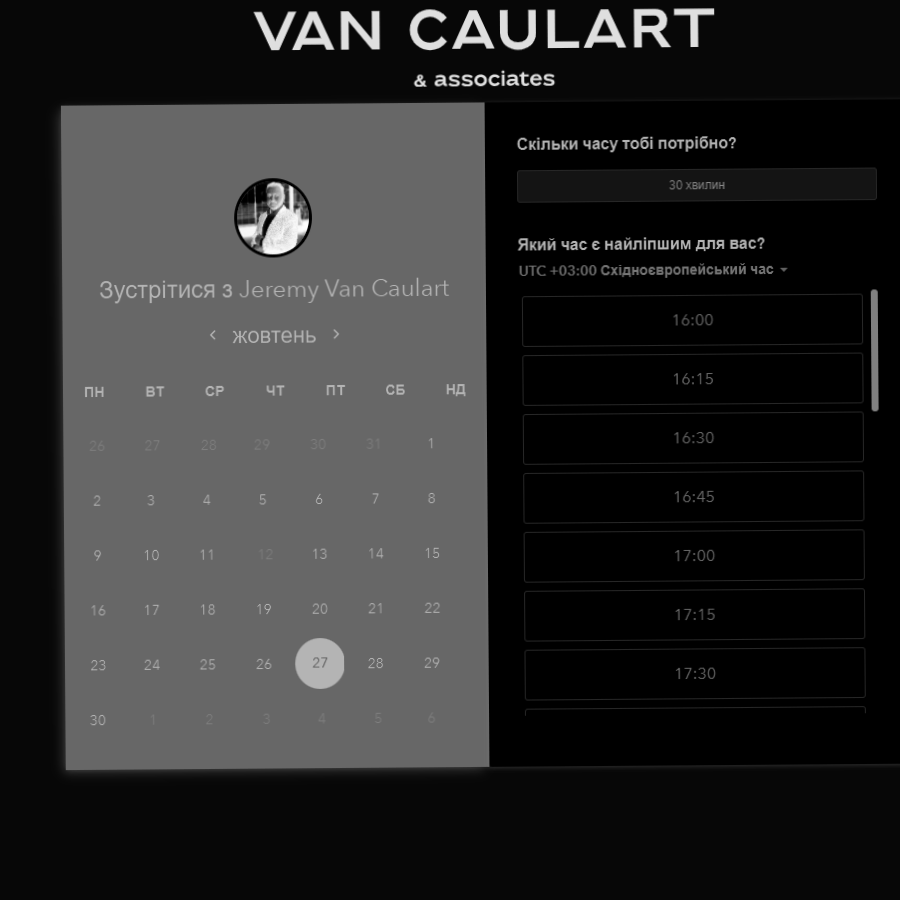 VAN CAULART
& associates
Зустрітися з Jeremy Van Caulart
жовтень
ПН ВТ СР ЧТ ПТ СБ НД
26 27 28 29 30 31 1
2 3 4 5 6 7 8
9 10 11 12 13 14 15
16 17 18 19 20 21 22
23 24 25 26 27 28 29
30 1 2 3 4 5 6
Скільки часу тобі потрібно?
30 хвилин
Який час є найліпшим для вас?
UTC +03:00 Східноєвропейський час
16:00
16:15
16:30
16:45
17:00
17:15
17:30